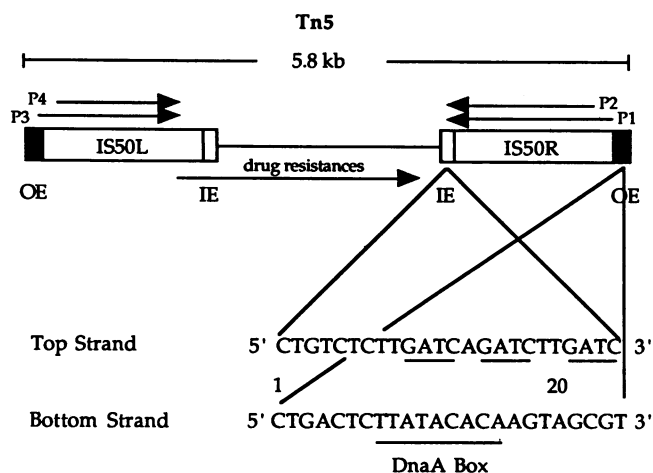 Tn5
5.8 kb
P4
P3
P2
P1
IS50L
IS50R
drug resistances
OE
IE
IE
OE
Top Strand 5' CTGTCTCTTGATCAGATCTTGATC 3'
1 20
Bottom Strand 5' CTGACTCTTATACACAAGTAGCGT 3'
DnaA Box